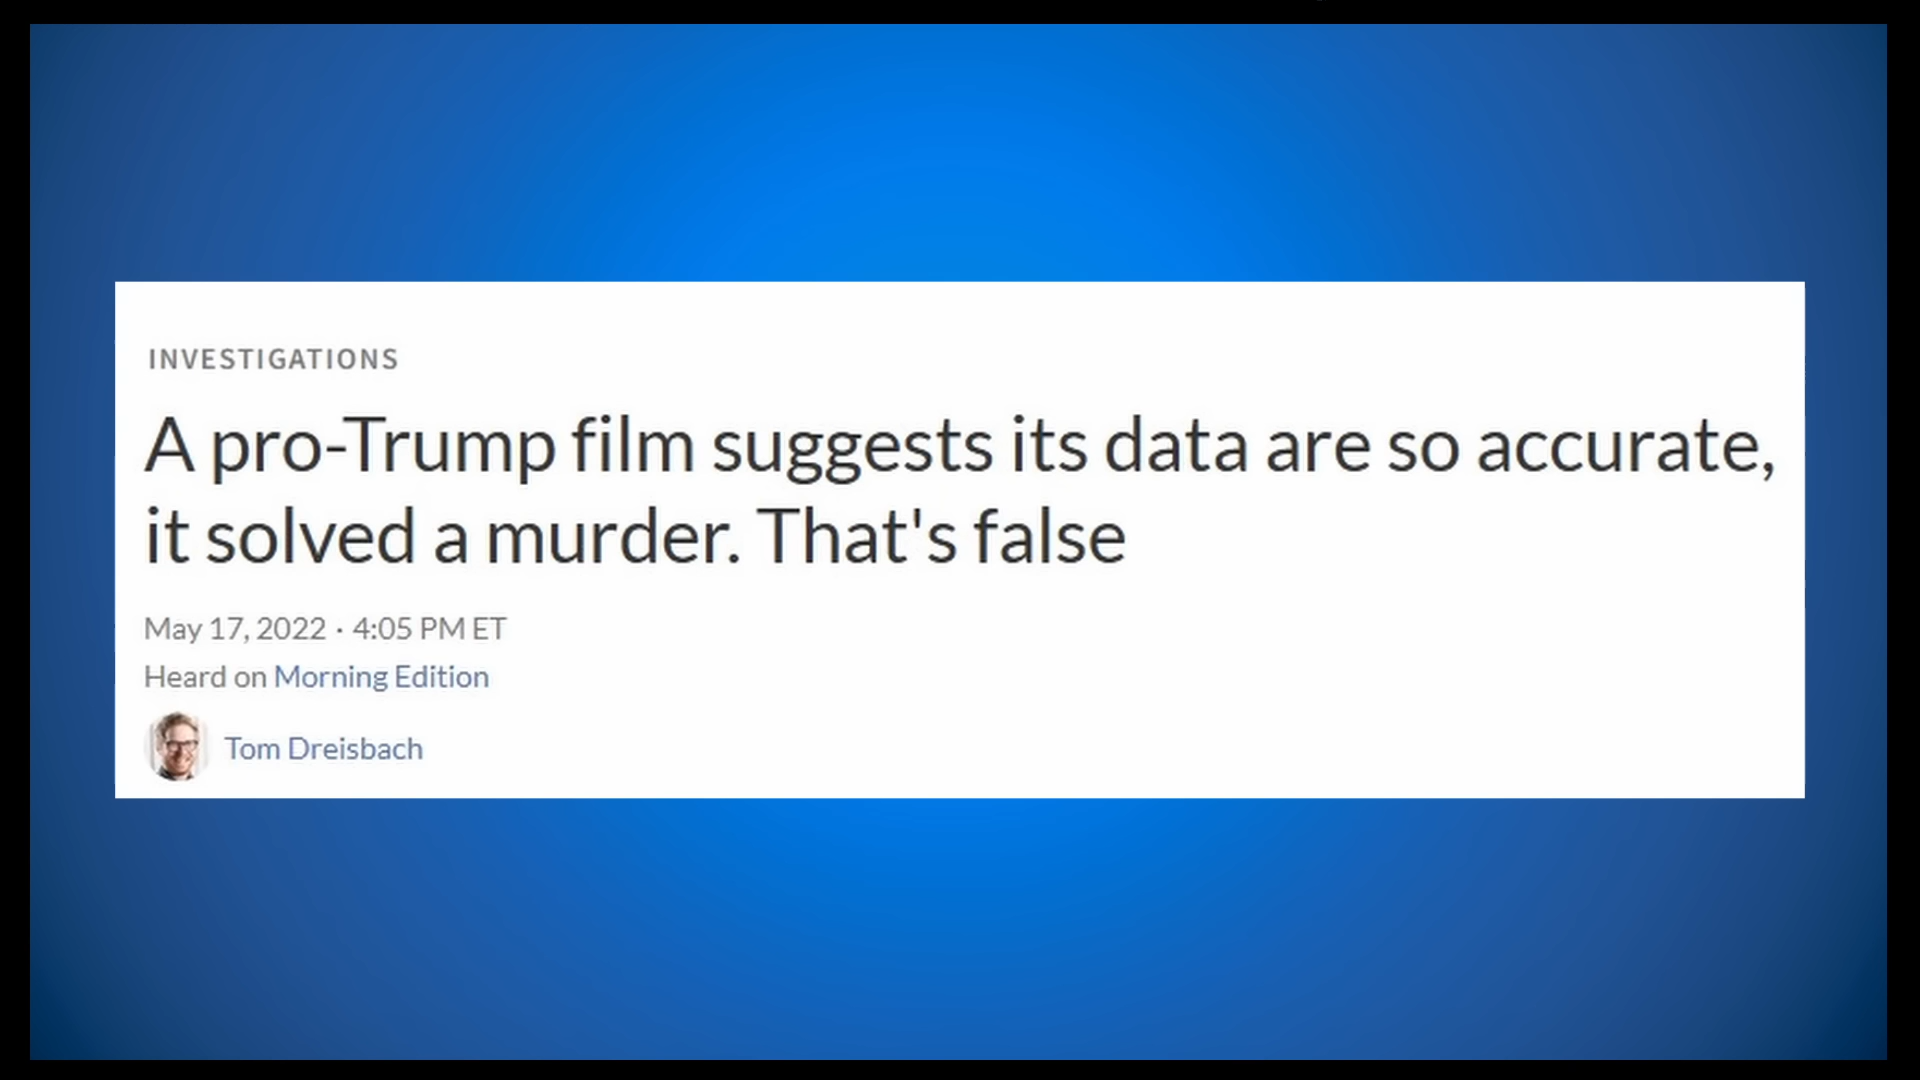 INVESTIGATIONS
A pro-Trump film suggests its data are so accurate,
it solved a murder. That's false
May 17, 2022 · 4:05 PM ET
Heard on Morning Edition
Tom Dreisbach